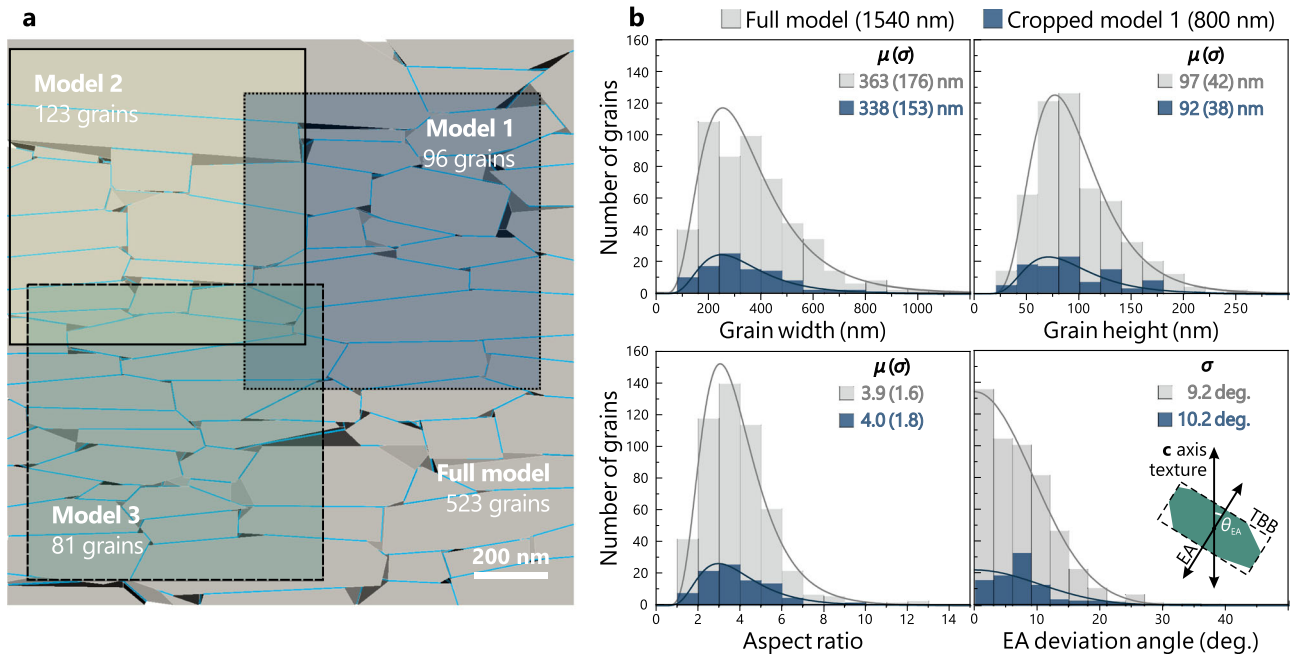 a
Model 2
123 grains
Model 1
96 grains
Full model
523 grains
Model 3
81 grains
200 nm
b
Full model (1540 nm)
Cropped model 1 (800 nm)
Number of grains
160
140
120
100
80
60
40
20
0
μ (σ)
363 (176) nm
338 (153) nm
0 200 400 600 800 1000
Grain width (nm)
μ (σ)
97 (42) nm
92 (38) nm
0 50 100 150 200 250
Grain height (nm)
Number of grains
160
140
120
100
80
60
40
20
0
μ (σ)
3.9 (1.6)
4.0 (1.8)
0 2 4 6 8 10 12 14
Aspect ratio
σ
9.2 deg.
10.2 deg.
c axis
texture
TBB
θEA
EA
0 10 20 30 40
EA deviation angle (deg.)